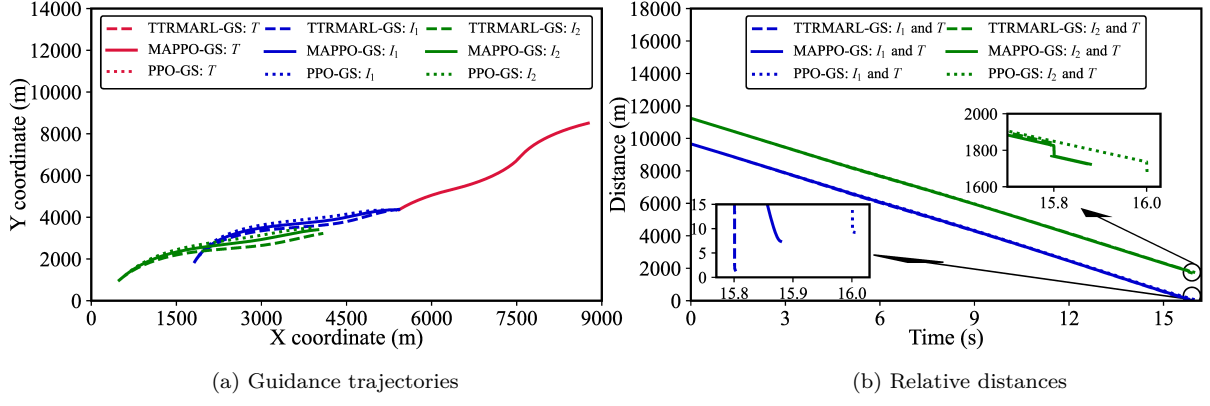 14000
12000
10000
8000
6000
4000
2000
0
Y coordinate (m)
TTRMARL-GS: T
TTRMARL-GS: I₁
TTRMARL-GS: I₂
MAPPO-GS: T
MAPPO-GS: I₁
MAPPO-GS: I₂
PPO-GS: T
PPO-GS: I₁
PPO-GS: I₂
0 1500 3000 4500 6000 7500 9000
X coordinate (m)
(a) Guidance trajectories
18000
16000
14000
12000
10000
8000
6000
4000
2000
0
Distance (m)
TTRMARL-GS: I₁ and T
TTRMARL-GS: I₂ and T
MAPPO-GS: I₁ and T
MAPPO-GS: I₂ and T
PPO-GS: I₁ and T
PPO-GS: I₂ and T
2000
1800
1600
15.8 16.0
15
10
5
0
15.8 15.9 16.0
0 3 6 9 12 15
Time (s)
(b) Relative distances